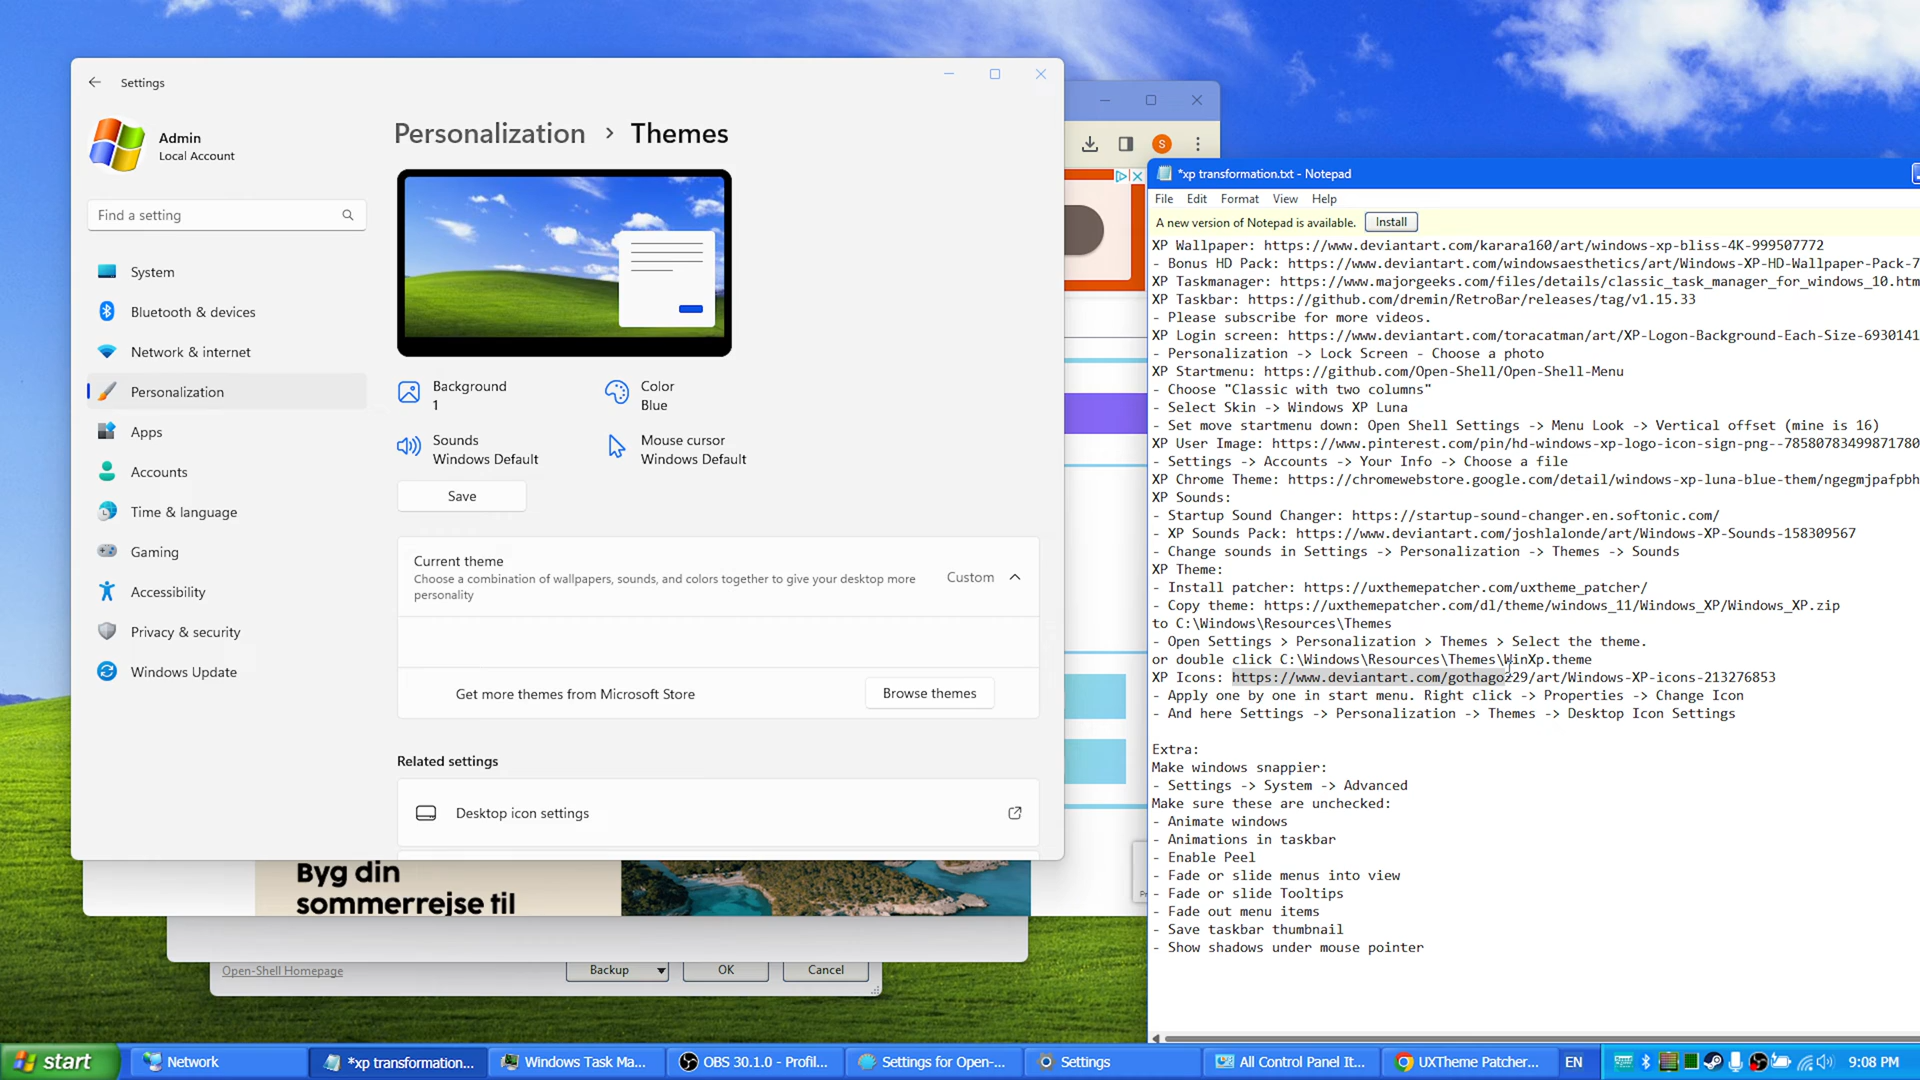 Settings
Admin
Local Account
Find a setting
System
Bluetooth & devices
Network & internet
Personalization
Apps
Accounts
Time & language
Gaming
Accessibility
Privacy & security
Windows Update
Personalization > Themes
Background
1
Color
Blue
Sounds
Windows Default
Mouse cursor
Windows Default
Save
Current theme
Choose a combination of wallpapers, sounds, and colors together to give your desktop more
personality
Custom
Get more themes from Microsoft Store
Browse themes
Related settings
Desktop icon settings
Byg din
sommerrejse til
Open-Shell Homepage
Backup
OK
Cancel
S
*xp transformation.txt - Notepad
File Edit Format View Help
A new version of Notepad is available. Install
XP Wallpaper: https://www.deviantart.com/karara160/art/windows-xp-bliss-4K-999507772
- Bonus HD Pack: https://www.deviantart.com/windowsaesthetics/art/Windows-XP-HD-Wallpaper-Pack-7
XP Taskmanager: https://www.majorgeeks.com/files/details/classic_task_manager_for_windows_10.htm
XP Taskbar: https://github.com/dremin/RetroBar/releases/tag/v1.15.33
- Please subscribe for more videos.
XP Login screen: https://www.deviantart.com/toracatman/art/XP-Logon-Background-Each-Size-6930141
- Personalization -> Lock Screen - Choose a photo
XP Startmenu: https://github.com/Open-Shell/Open-Shell-Menu
- Choose "Classic with two columns"
- Select Skin -> Windows XP Luna
- Set move startmenu down: Open Shell Settings -> Menu Look -> Vertical offset (mine is 16)
XP User Image: https://www.pinterest.com/pin/hd-windows-xp-logo-icon-sign-png--78580783499871780
- Settings -> Accounts -> Your Info -> Choose a file
XP Chrome Theme: https://chromewebstore.google.com/detail/windows-xp-luna-blue-them/ngegmjpafpbh
XP Sounds:
- Startup Sound Changer: https://startup-sound-changer.en.softonic.com/
- XP Sounds Pack: https://www.deviantart.com/joshlalonde/art/Windows-XP-Sounds-158309567
- Change sounds in Settings -> Personalization -> Themes -> Sounds
XP Theme:
- Install patcher: https://uxthemepatcher.com/uxtheme_patcher/
- Copy theme: https://uxthemepatcher.com/dl/theme/windows_11/Windows_XP/Windows_XP.zip
to C:\Windows\Resources\Themes
- Open Settings > Personalization > Themes > Select the theme.
or double click C:\Windows\Resources\Themes\WinXp.theme
XP Icons: https://www.deviantart.com/gothago229/art/Windows-XP-icons-213276853
- Apply one by one in start menu. Right click -> Properties -> Change Icon
- And here Settings -> Personalization -> Themes -> Desktop Icon Settings
Extra:
Make windows snappier:
- Settings -> System -> Advanced
Make sure these are unchecked:
- Animate windows
- Animations in taskbar
- Enable Peel
- Fade or slide menus into view
- Fade or slide Tooltips
- Fade out menu items
- Save taskbar thumbnail
- Show shadows under mouse pointer
start
Network
*xp transformation...
Windows Task Ma...
OBS 30.1.0 - Profil...
Settings for Open-...
Settings
All Control Panel It...
UXTheme Patcher...
EN
9:08 PM